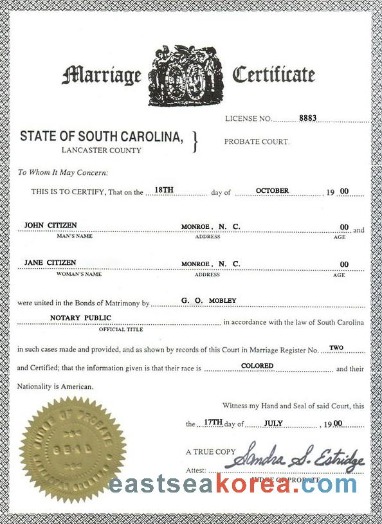 Marriage Certificate
LICENSE NO. 8883
STATE OF SOUTH CAROLINA, }
LANCASTER COUNTY
PROBATE COURT.
To Whom It May Concern:
THIS IS TO CERTIFY, That on the 18TH day of OCTOBER 19 00
JOHN CITIZEN MONROE, N. C. 00 and
MAN'S NAME ADDRESS AGE
JANE CITIZEN MONROE, N. C. 00
WOMAN'S NAME ADDRESS AGE
were united in the Bonds of Matrimony by G. O. MOBLEY
NOTARY PUBLIC in accordance with the law of South Carolina
OFFICIAL TITLE
in such cases made and provided, and as shown by records of this Court in Marriage Register No. TWO
and Certified; that the information given is that their race is COLORED and their
Nationality is American.
Witness my Hand and Seal of said Court, this
the 17TH day of JULY, 19 00
A TRUE COPY Sandra S. Estridge
Attest: JUDGE OF PROBATE
eastseakorea.com